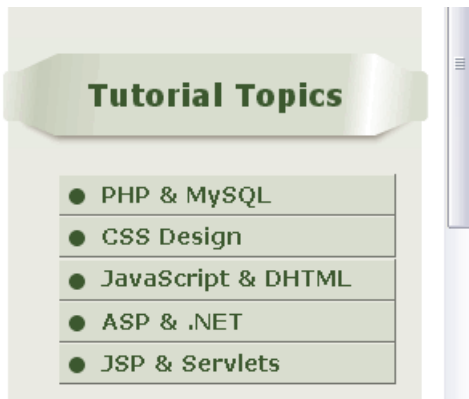 Tutorial Topics
PHP & MySQL
CSS Design
JavaScript & DHTML
ASP & .NET
JSP & Servlets